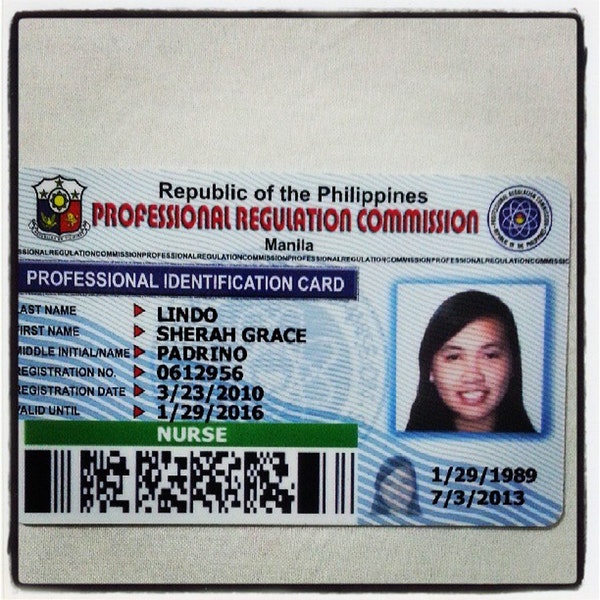 Republic of the Philippines
PROFESSIONAL REGULATION COMMISSION
Manila
PROFESSIONAL IDENTIFICATION CARD
LAST NAME LINDO
FIRST NAME SHERAH GRACE
MIDDLE INITIAL/NAME PADRINO
REGISTRATION NO. 0612956
REGISTRATION DATE 3/23/2010
VALID UNTIL 1/29/2016
NURSE
1/29/1989
7/3/2013